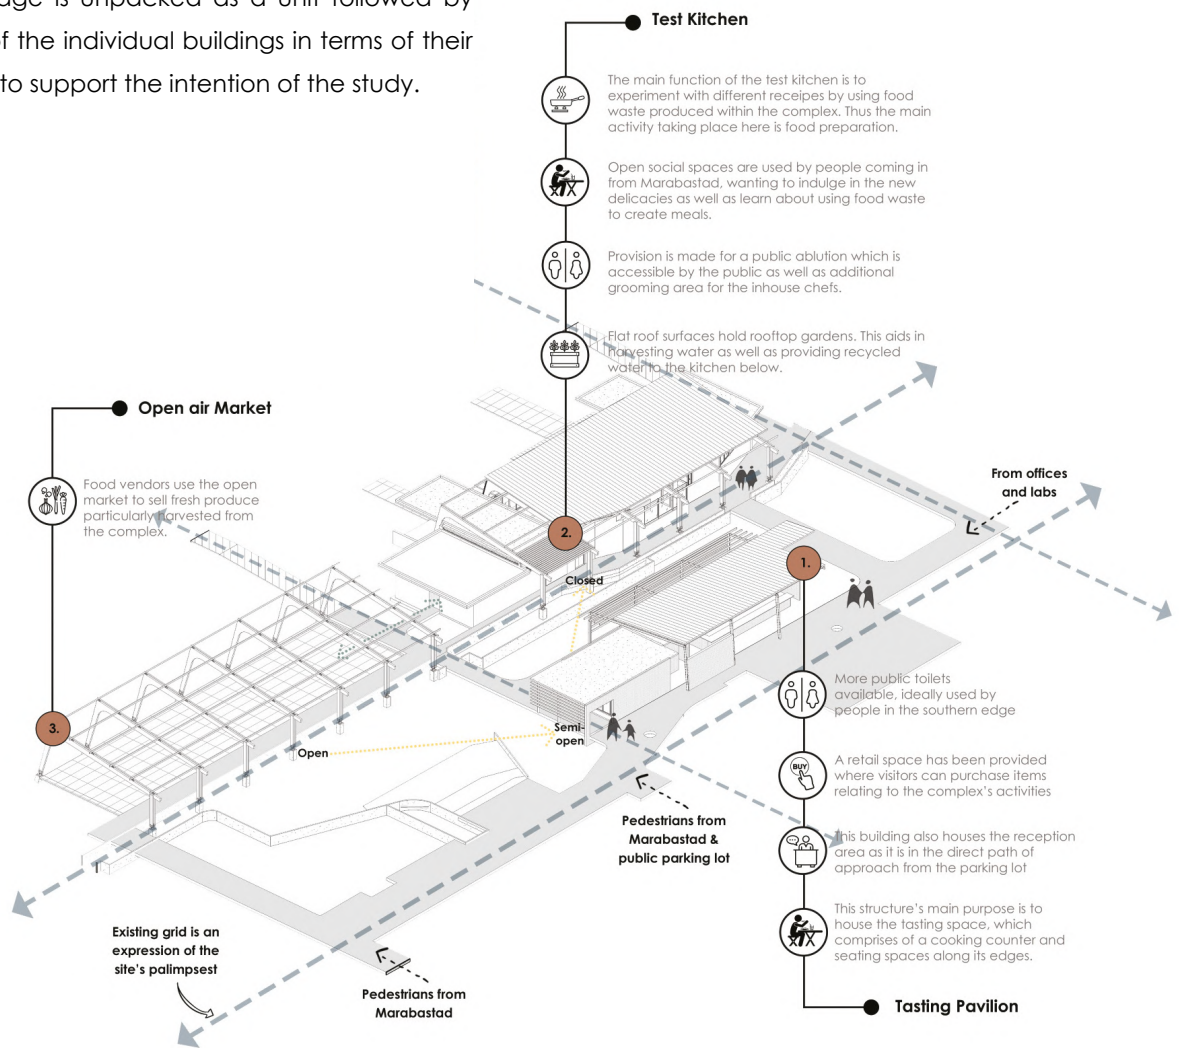 age is unpacked as a unit followed by
of the individual buildings in terms of their
to support the intention of the study.
Test Kitchen
The main function of the test kitchen is to
experiment with different receipes by using food
waste produced within the complex. Thus the main
activity taking place here is food preparation.
Open social spaces are used by people coming in
from Marabastad, wanting to indulge in the new
delicacies as well as learn about using food waste
to create meals.
Provision is made for a public ablution which is
accessible by the public as well as additional
grooming area for the inhouse chefs.
Flat roof surfaces hold rooftop gardens. This aids in
harvesting water as well as providing recycled
water to the kitchen below.
Open air Market
Food vendors use the open
market to sell fresh produce
particularly harvested from
the complex.
From offices
and labs
2.
1.
Closed
3.
Open
Semi-
open
More public toilets
available, ideally used by
people in the southern edge
BUY
A retail space has been provided
where visitors can purchase items
relating to the complex's activities
Pedestrians from
Marabastad &
public parking lot
This building also houses the reception
area as it is in the direct path of
approach from the parking lot
This structure's main purpose is to
house the tasting space, which
comprises of a cooking counter and
seating spaces along its edges.
Existing grid is an
expression of the
site's palimpsest
Pedestrians from
Marabastad
Tasting Pavilion